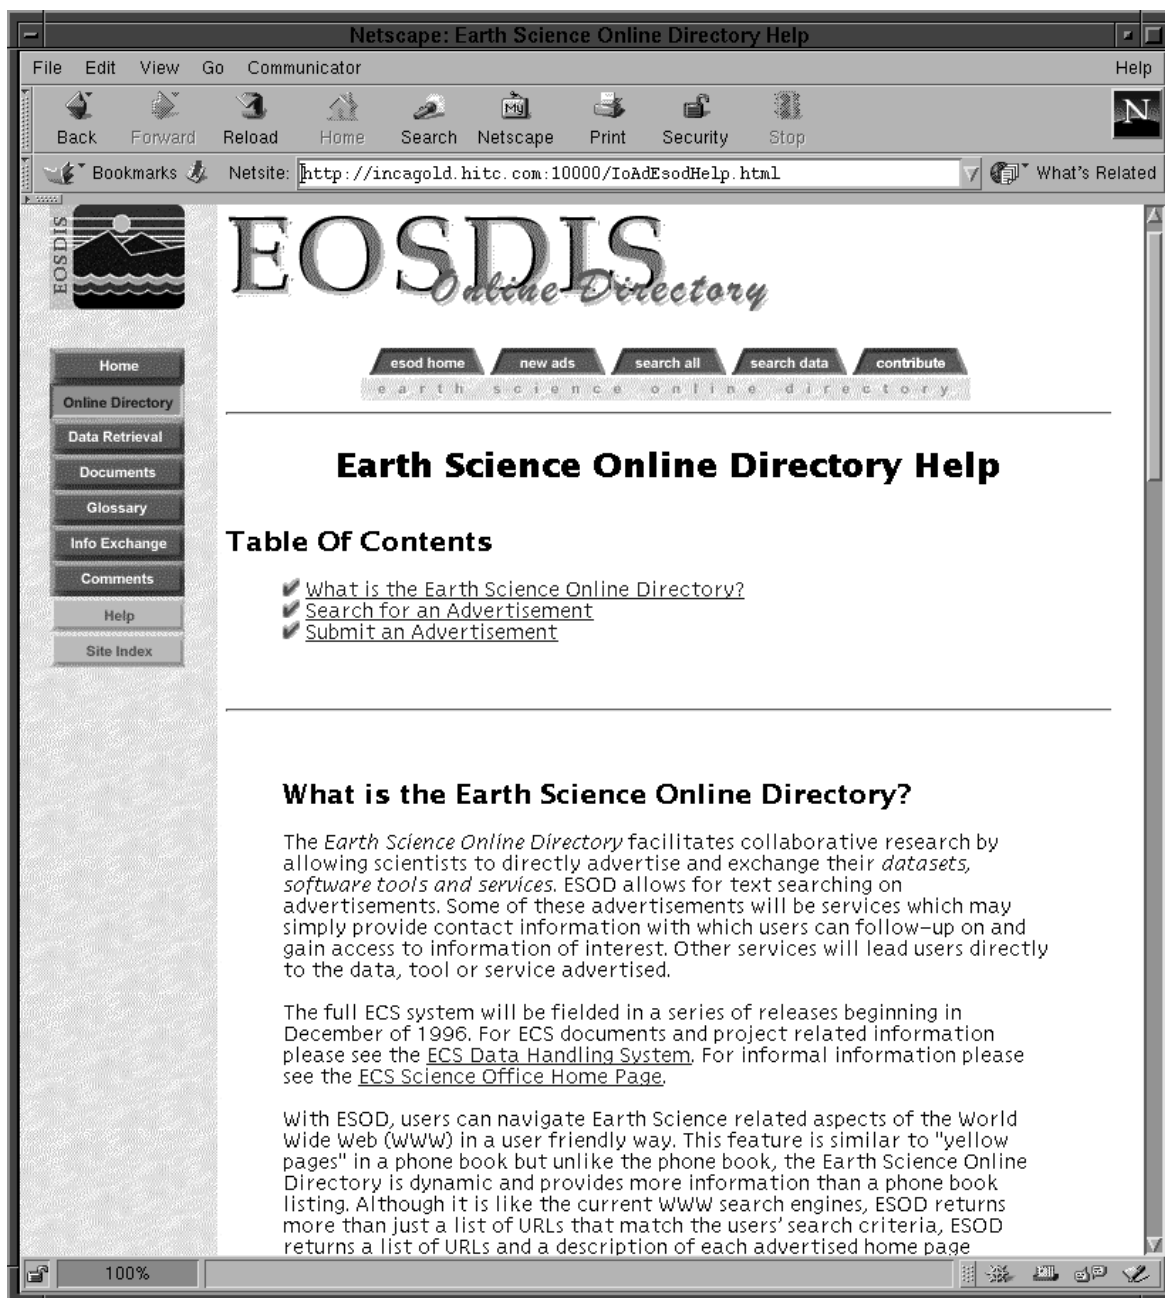 Netscape: Earth Science Online Directory Help
File Edit View Go Communicator Help
Back Forward Reload Home Search Netscape Print Security Stop
My
N
Bookmarks Netsite: http://incagold.hitc.com:10000/IoAdEsodHelp.html What's Related
EOSDIS
EOSDIS
Online Directory
esod home new ads search all search data contribute
earth science online directory
Home
Online Directory
Data Retrieval
Documents
Glossary
Info Exchange
Comments
Help
Site Index
Earth Science Online Directory Help
Table Of Contents
What is the Earth Science Online Directory?
Search for an Advertisement
Submit an Advertisement
What is the Earth Science Online Directory?
The Earth Science Online Directory facilitates collaborative research by
allowing scientists to directly advertise and exchange their datasets,
software tools and services. ESOD allows for text searching on
advertisements. Some of these advertisements will be services which may
simply provide contact information with which users can follow-up on and
gain access to information of interest. Other services will lead users directly
to the data, tool or service advertised.
The full ECS system will be fielded in a series of releases beginning in
December of 1996. For ECS documents and project related information
please see the ECS Data Handling System. For informal information please
see the ECS Science Office Home Page.
With ESOD, users can navigate Earth Science related aspects of the World
Wide Web (WWW) in a user friendly way. This feature is similar to "yellow
pages" in a phone book but unlike the phone book, the Earth Science Online
Directory is dynamic and provides more information than a phone book
listing. Although it is like the current WWW search engines, ESOD returns
more than just a list of URLs that match the users' search criteria, ESOD
returns a list of URLs and a description of each advertised home page
100%